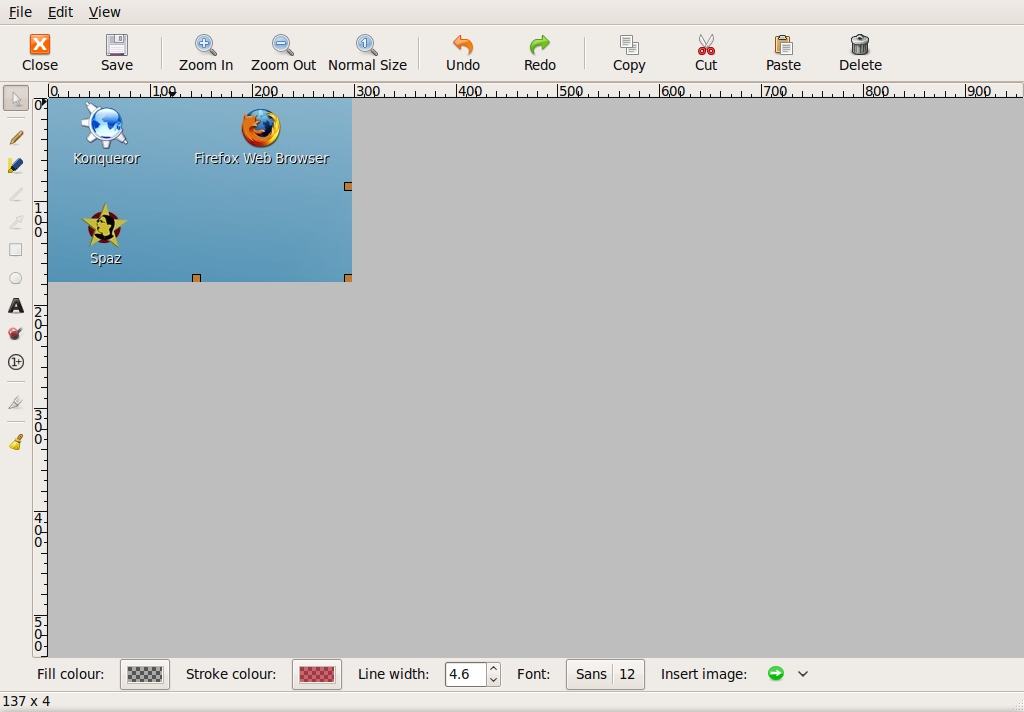 File Edit View
Close Save Zoom In Zoom Out Normal Size Undo Redo Copy Cut Paste Delete
0 100 200 300 400 500 600 700 800 900
0
Konqueror Firefox Web Browser
100
Spaz
200
300
400
500
Fill colour: Stroke colour: Line width: 4.6 Font: Sans 12 Insert image:
137 x 4